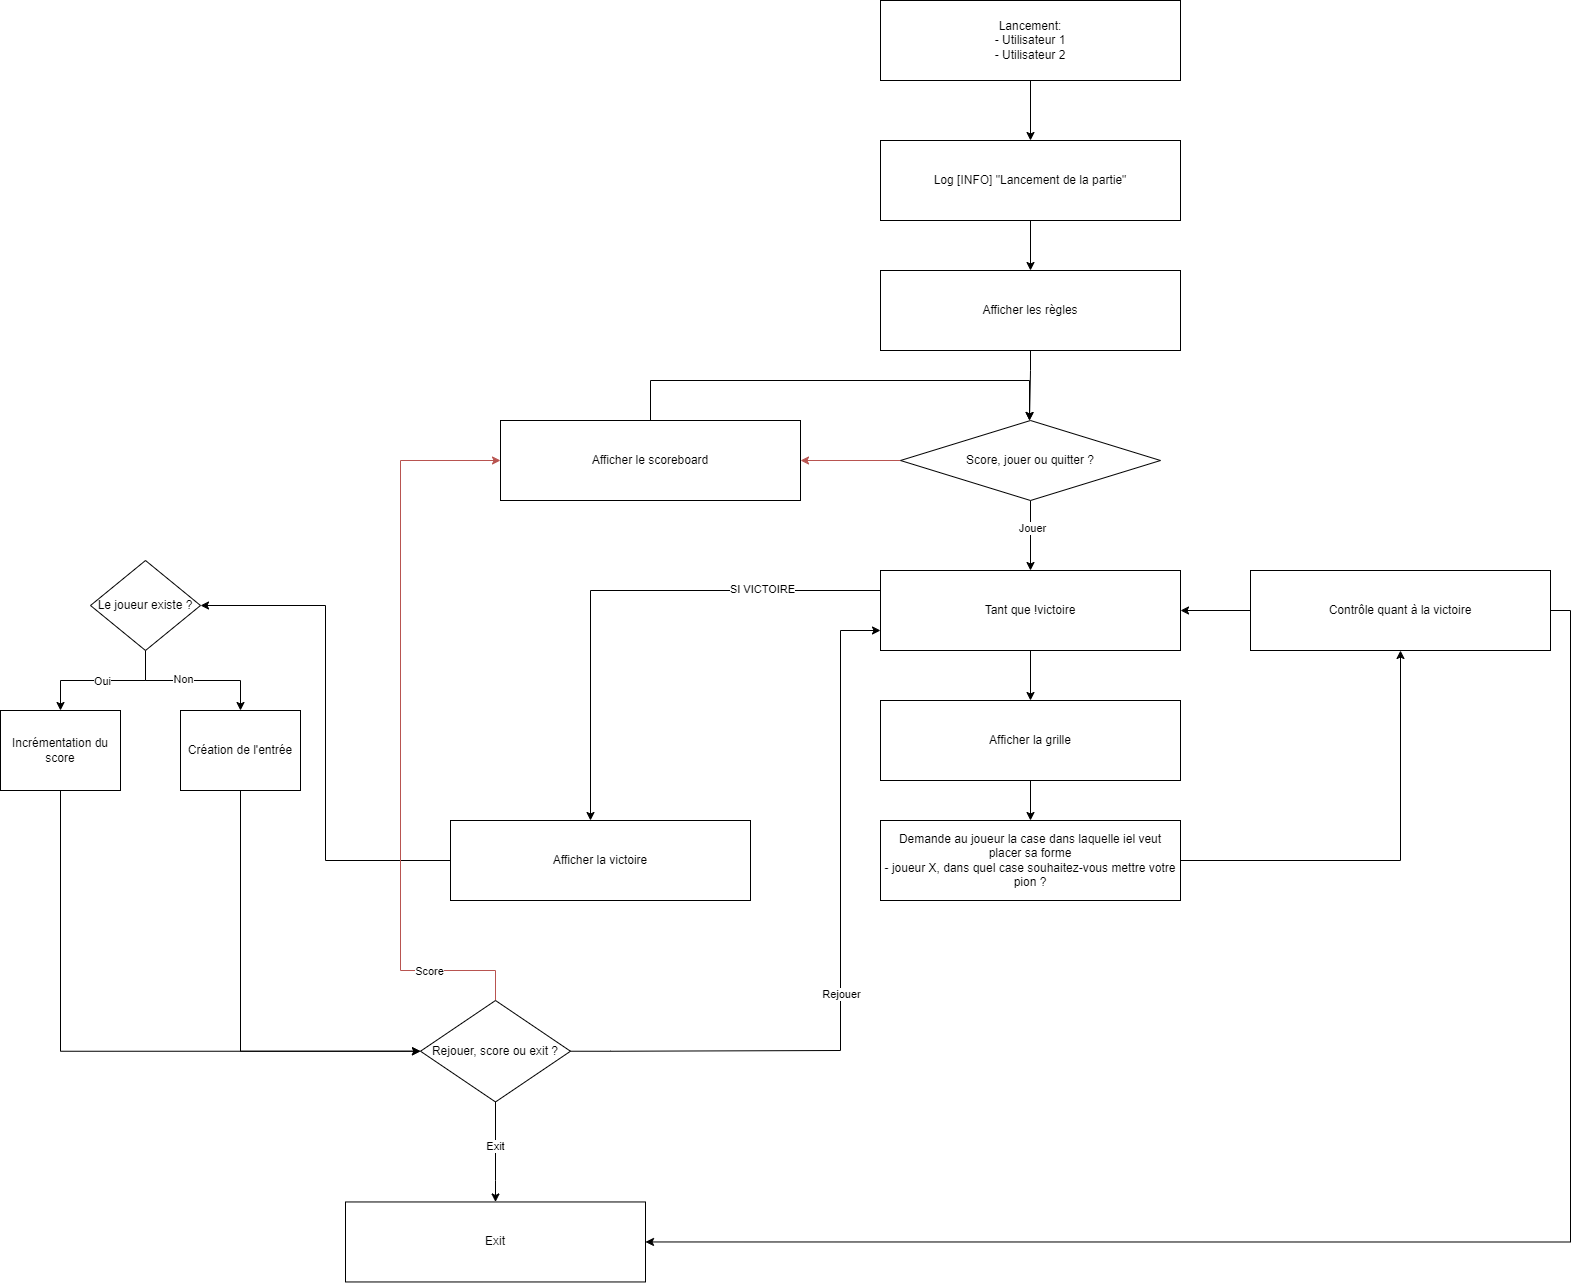 Lancement:
- Utilisateur 1
- Utilisateur 2
Log [INFO] "Lancement de la partie"
Afficher les règles
Afficher le scoreboard
Score, jouer ou quitter ?
Jouer
Le joueur existe ?
SI VICTOIRE
Tant que !victoire
Contrôle quant à la victoire
Oui
Non
Incrémentation du
score
Création de l'entrée
Afficher la grille
Afficher la victoire
Demande au joueur la case dans laquelle iel veut
placer sa forme
- joueur X, dans quel case souhaitez-vous mettre votre
pion ?
Score
Rejouer
Rejouer, score ou exit ?
Exit
Exit